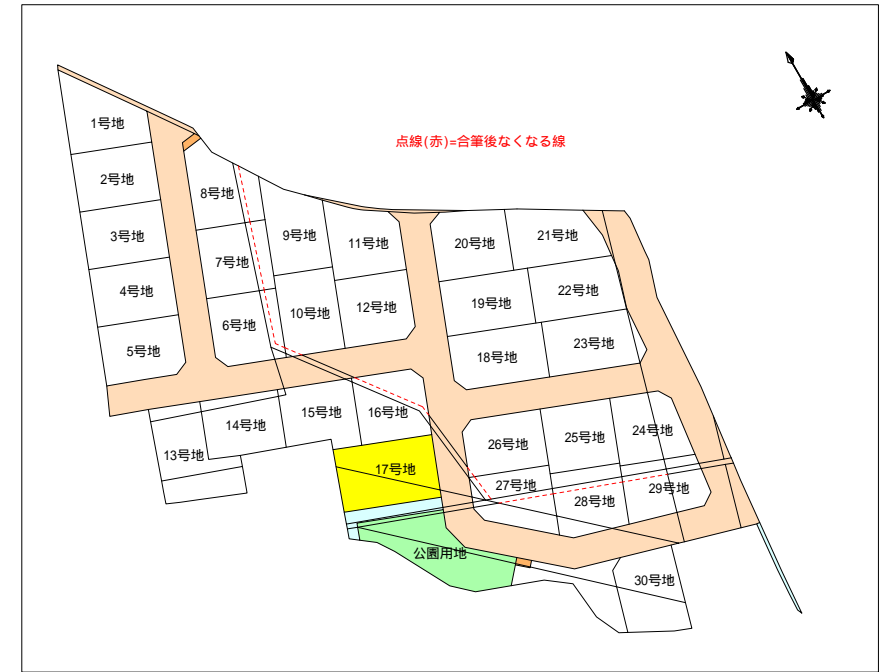 点線(赤)=合筆後なくなる線
1号地
2号地
3号地
4号地
5号地
8号地
7号地
6号地
9号地
10号地
11号地
12号地
20号地
21号地
19号地
22号地
18号地
23号地
13号地
14号地
15号地
16号地
17号地
26号地
25号地
24号地
27号地
28号地
29号地
公園用地
30号地